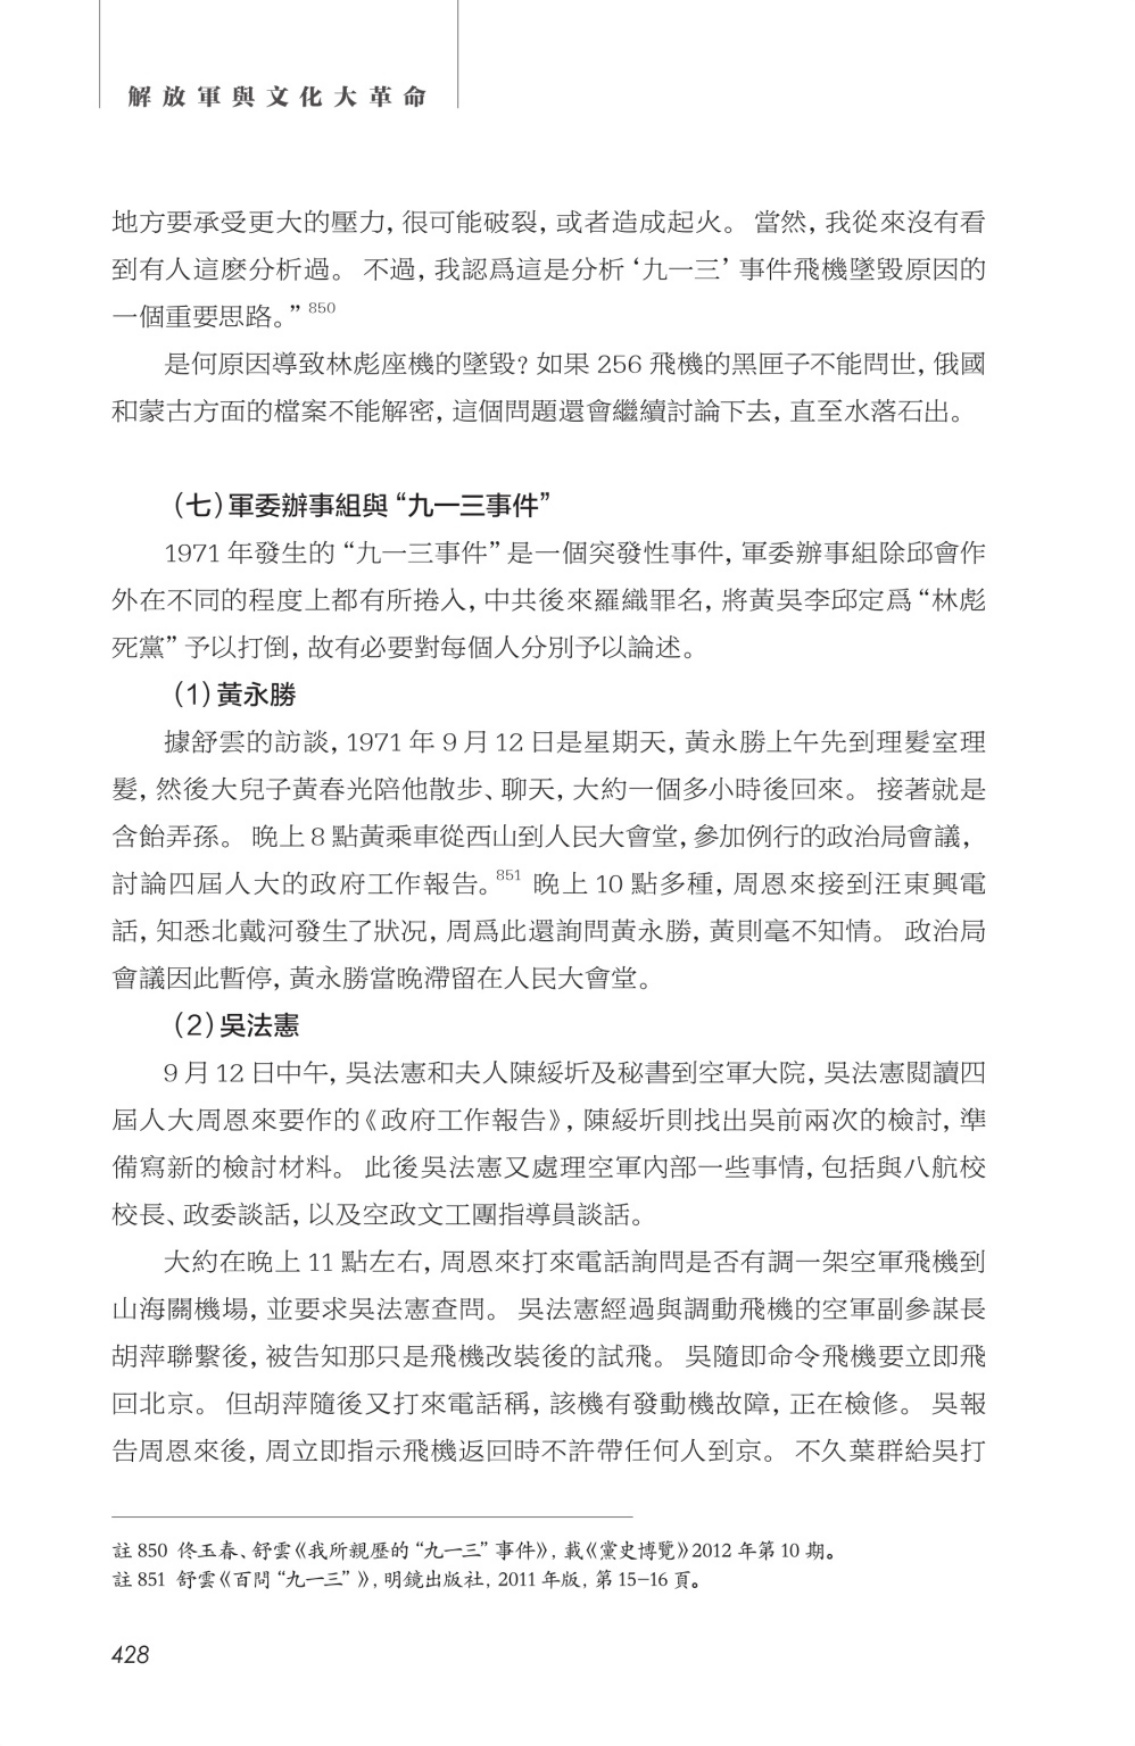 解放軍與文化大革命
地方要承受更大的壓力，很可能破裂，或者造成起火。當然，我從來沒有看
到有人這麽分析過。不過，我認爲這是分析‘九一三’事件飛機墜毀原因的
一個重要思路。”850
是何原因導致林彪座機的墜毀？如果 256 飛機的黑匣子不能問世，俄國
和蒙古方面的檔案不能解密，這個問題還會繼續討論下去，直至水落石出。
（七）軍委辦事組與“九一三事件”
1971 年發生的“九一三事件”是一個突發性事件，軍委辦事組除邱會作
外在不同的程度上都有所捲入，中共後來羅織罪名，將黃吳李邱定爲“林彪
死黨”予以打倒，故有必要對每個人分別予以論述。
（1）黃永勝
據舒雲的訪談，1971 年 9 月 12 日是星期天，黃永勝上午先到理髮室理
髮，然後大兒子黃春光陪他散步、聊天，大約一個多小時後回來。接著就是
含飴弄孫。晚上 8 點黃乘車從西山到人民大會堂，參加例行的政治局會議，
討論四屆人大的政府工作報告。851 晚上 10 點多種，周恩來接到汪東興電
話，知悉北戴河發生了狀況，周爲此還詢問黃永勝，黃則毫不知情。政治局
會議因此暫停，黃永勝當晚滯留在人民大會堂。
（2）吳法憲
9 月 12 日中午，吳法憲和夫人陳綏圻及秘書到空軍大院，吳法憲閱讀四
屆人大周恩來要作的《政府工作報告》，陳綏圻則找出吳前兩次的檢討，準
備寫新的檢討材料。此後吳法憲又處理空軍內部一些事情，包括與八航校
校長、政委談話，以及空政文工團指導員談話。
大約在晚上 11 點左右，周恩來打來電話詢問是否有調一架空軍飛機到
山海關機場，並要求吳法憲查問。吳法憲經過與調動飛機的空軍副參謀長
胡萍聯繫後，被告知那只是飛機改裝後的試飛。吳隨即命令飛機要立即飛
回北京。但胡萍隨後又打來電話稱，該機有發動機故障，正在檢修。吳報
告周恩來後，周立即指示飛機返回時不許帶任何人到京。不久葉群給吳打
註 850 佟玉春、舒雲《我所親歷的“九一三”事件》，載《黨史博覽》2012 年第 10 期。
註 851 舒雲《百問“九一三”》，明鏡出版社，2011 年版，第 15–16 頁。
428